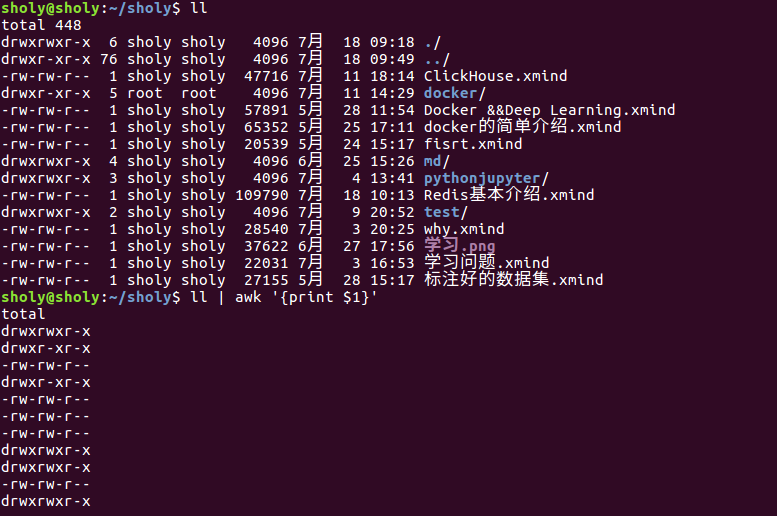 sholy@sholy:~/sholy$ ll
total 448
drwxrwxr-x  6 sholy sholy   4096 7月  18 09:18 ./
drwxr-xr-x 76 sholy sholy   4096 7月  18 09:49 ../
-rw-rw-r--  1 sholy sholy  47716 7月  11 18:14 ClickHouse.xmind
drwxr-xr-x  5 root  root    4096 7月  11 14:29 docker/
-rw-rw-r--  1 sholy sholy  57891 5月  28 11:54 Docker &&Deep Learning.xmind
-rw-rw-r--  1 sholy sholy  65352 5月  25 17:11 docker的简单介绍.xmind
-rw-rw-r--  1 sholy sholy  20539 5月  24 15:17 fisrt.xmind
drwxrwxr-x  4 sholy sholy   4096 6月  25 15:26 md/
drwxrwxr-x  3 sholy sholy   4096 7月   4 13:41 pythonjupyter/
-rw-rw-r--  1 sholy sholy 109790 7月  18 10:13 Redis基本介绍.xmind
drwxrwxr-x  2 sholy sholy   4096 7月   9 20:52 test/
-rw-rw-r--  1 sholy sholy  28540 7月   3 20:25 why.xmind
-rw-rw-r--  1 sholy sholy  37622 6月  27 17:56 学习.png
-rw-rw-r--  1 sholy sholy  22031 7月   3 16:53 学习问题.xmind
-rw-rw-r--  1 sholy sholy  27155 5月  28 15:17 标注好的数据集.xmind
sholy@sholy:~/sholy$ ll | awk '{print $1}'
total
drwxrwxr-x
drwxr-xr-x
-rw-rw-r--
drwxr-xr-x
-rw-rw-r--
-rw-rw-r--
-rw-rw-r--
drwxrwxr-x
drwxrwxr-x
-rw-rw-r--
drwxrwxr-x